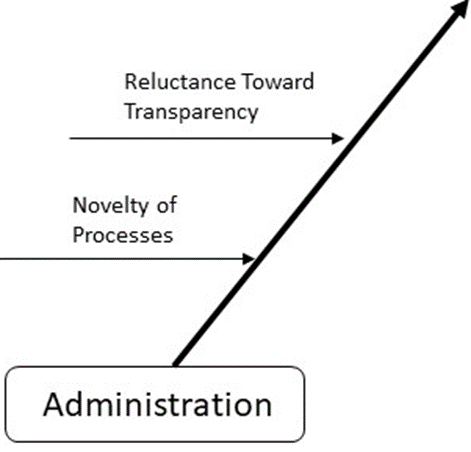 Reluctance Toward
Transparency
Novelty of
Processes
Administration